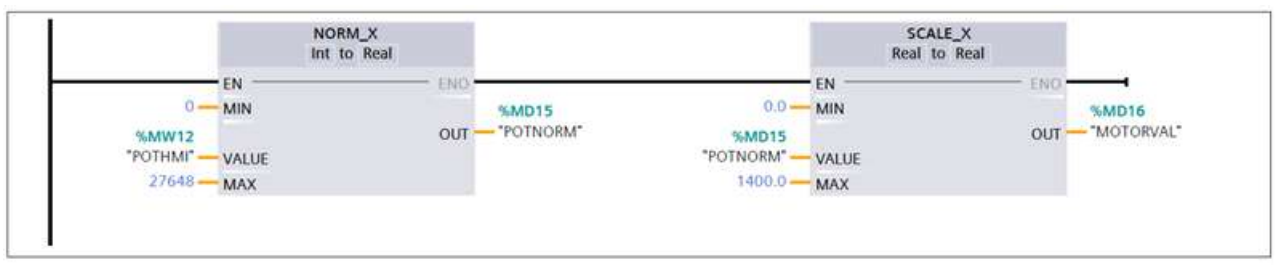 NORM_X
Int to Real
EN
ENO
0
MIN
%MD15
OUT
"POTNORM"
%MW12
"POTHMI"
VALUE
27648
MAX
SCALE_X
Real to Real
EN
ENO
0.0
MIN
%MD16
OUT
"MOTORVAL"
%MD15
"POTNORM"
VALUE
1400.0
MAX